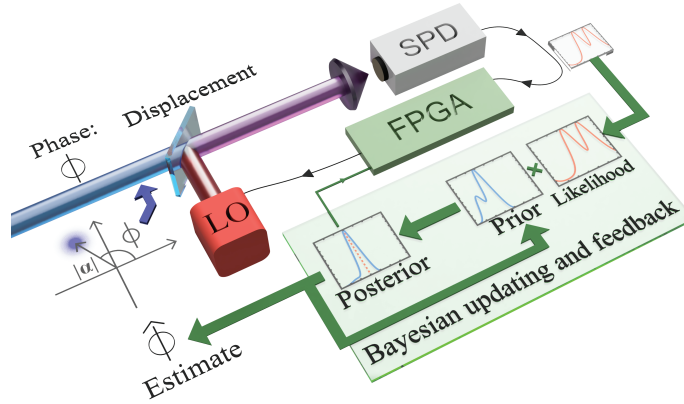 SPD
Displacement
Phase:
ϕ
FPGA
LO
Likelihood
×
Prior
ϕ
|α|
Posterior
Bayesian updating and feedback
ϕ̂
Estimate